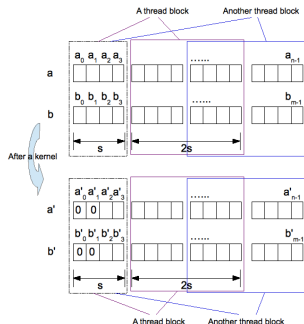 A thread block Another thread block
a0 a1 a2 a3 an-1
a ......
b0 b1 b2 b3 bm-1
b ......
s 2s
After a kernel
a'0 a'1 a'2 a'3 a'n-1
a' 0 0 ......
b'0 b'1 b'2 b'3 b'm-1
b' 0 0 ......
s 2s
A thread block Another thread block